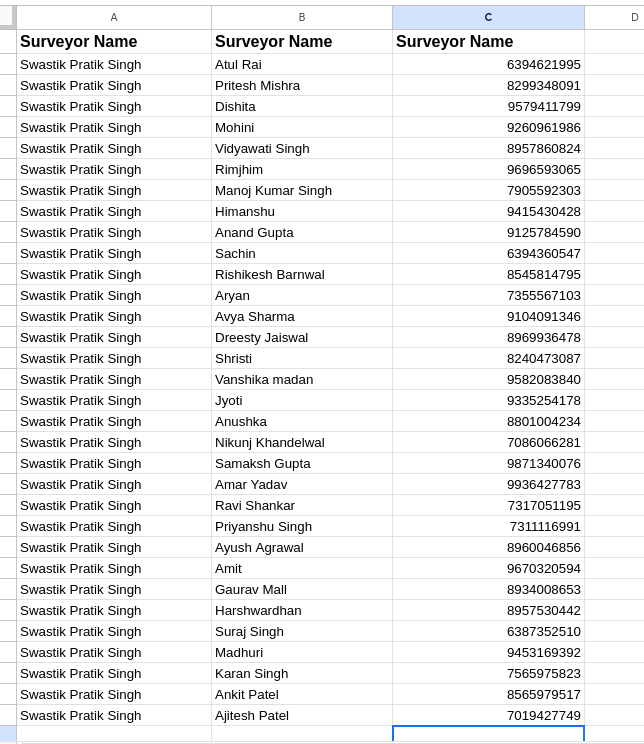 A B C D
Surveyor Name Surveyor Name Surveyor Name
Swastik Pratik Singh Atul Rai 6394621995
Swastik Pratik Singh Pritesh Mishra 8299348091
Swastik Pratik Singh Dishita 9579411799
Swastik Pratik Singh Mohini 9260961986
Swastik Pratik Singh Vidyawati Singh 8957860824
Swastik Pratik Singh Rimjhim 9696593065
Swastik Pratik Singh Manoj Kumar Singh 7905592303
Swastik Pratik Singh Himanshu 9415430428
Swastik Pratik Singh Anand Gupta 9125784590
Swastik Pratik Singh Sachin 6394360547
Swastik Pratik Singh Rishikesh Barnwal 8545814795
Swastik Pratik Singh Aryan 7355567103
Swastik Pratik Singh Avya Sharma 9104091346
Swastik Pratik Singh Dreesty Jaiswal 8969936478
Swastik Pratik Singh Shristi 8240473087
Swastik Pratik Singh Vanshika madan 9582083840
Swastik Pratik Singh Jyoti 9335254178
Swastik Pratik Singh Anushka 8801004234
Swastik Pratik Singh Nikunj Khandelwal 7086066281
Swastik Pratik Singh Samaksh Gupta 9871340076
Swastik Pratik Singh Amar Yadav 9936427783
Swastik Pratik Singh Ravi Shankar 7317051195
Swastik Pratik Singh Priyanshu Singh 7311116991
Swastik Pratik Singh Ayush Agrawal 8960046856
Swastik Pratik Singh Amit 9670320594
Swastik Pratik Singh Gaurav Mall 8934008653
Swastik Pratik Singh Harshwardhan 8957530442
Swastik Pratik Singh Suraj Singh 6387352510
Swastik Pratik Singh Madhuri 9453169392
Swastik Pratik Singh Karan Singh 7565975823
Swastik Pratik Singh Ankit Patel 8565979517
Swastik Pratik Singh Ajitesh Patel 7019427749